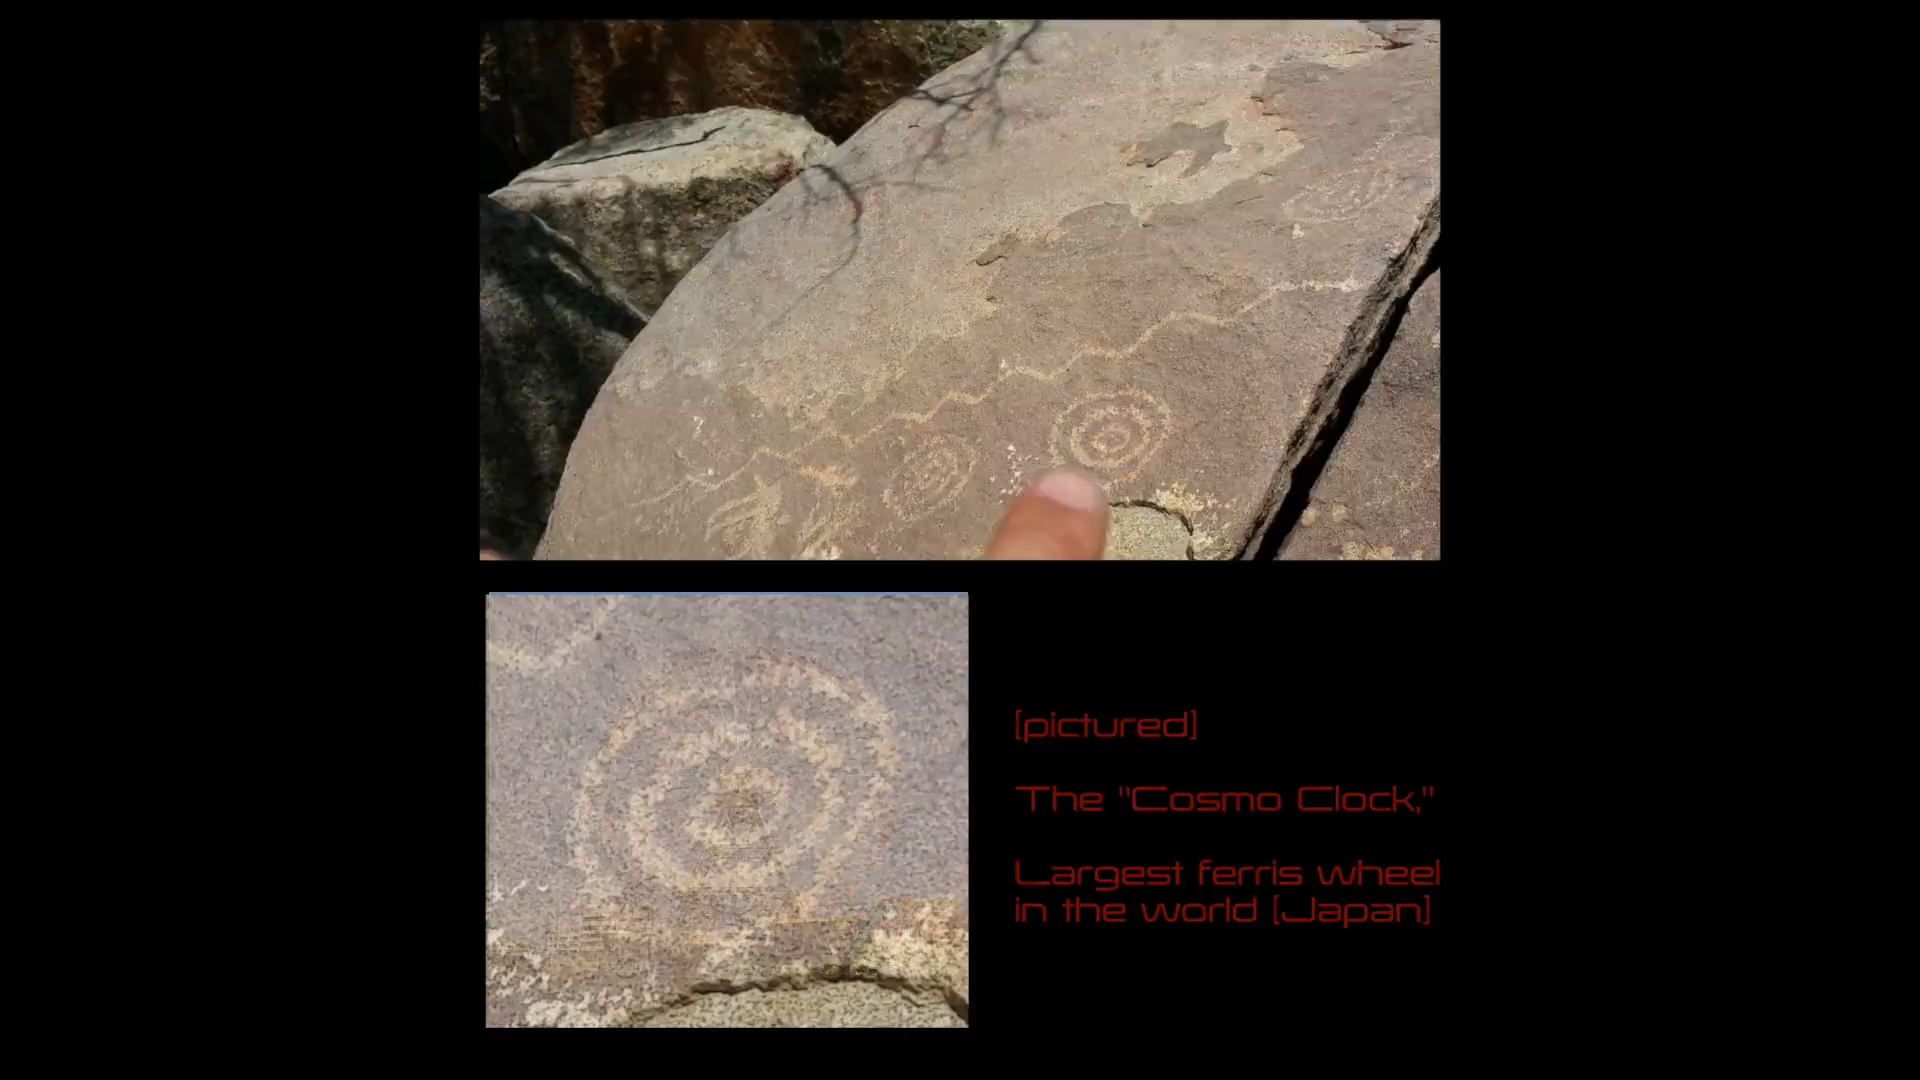 [pictured]
The "Cosmo Clock,"
Largest ferris wheel
in the world [Japan]